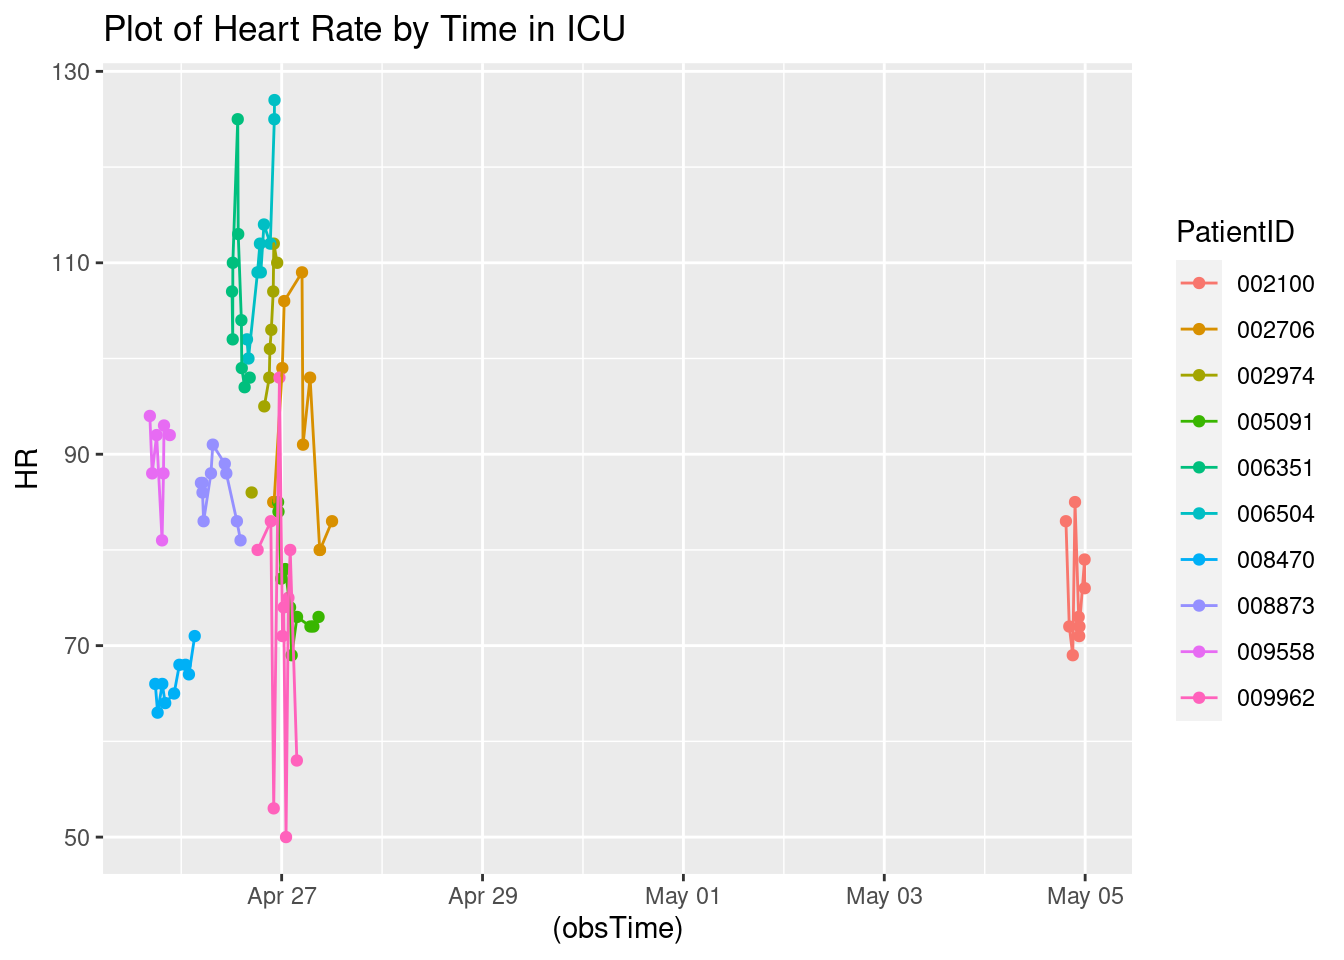 Plot of Heart Rate by Time in ICU
130
110
90
70
50
HR
Apr 27
Apr 29
May 01
May 03
May 05
(obsTime)
PatientID
002100
002706
002974
005091
006351
006504
008470
008873
009558
009962